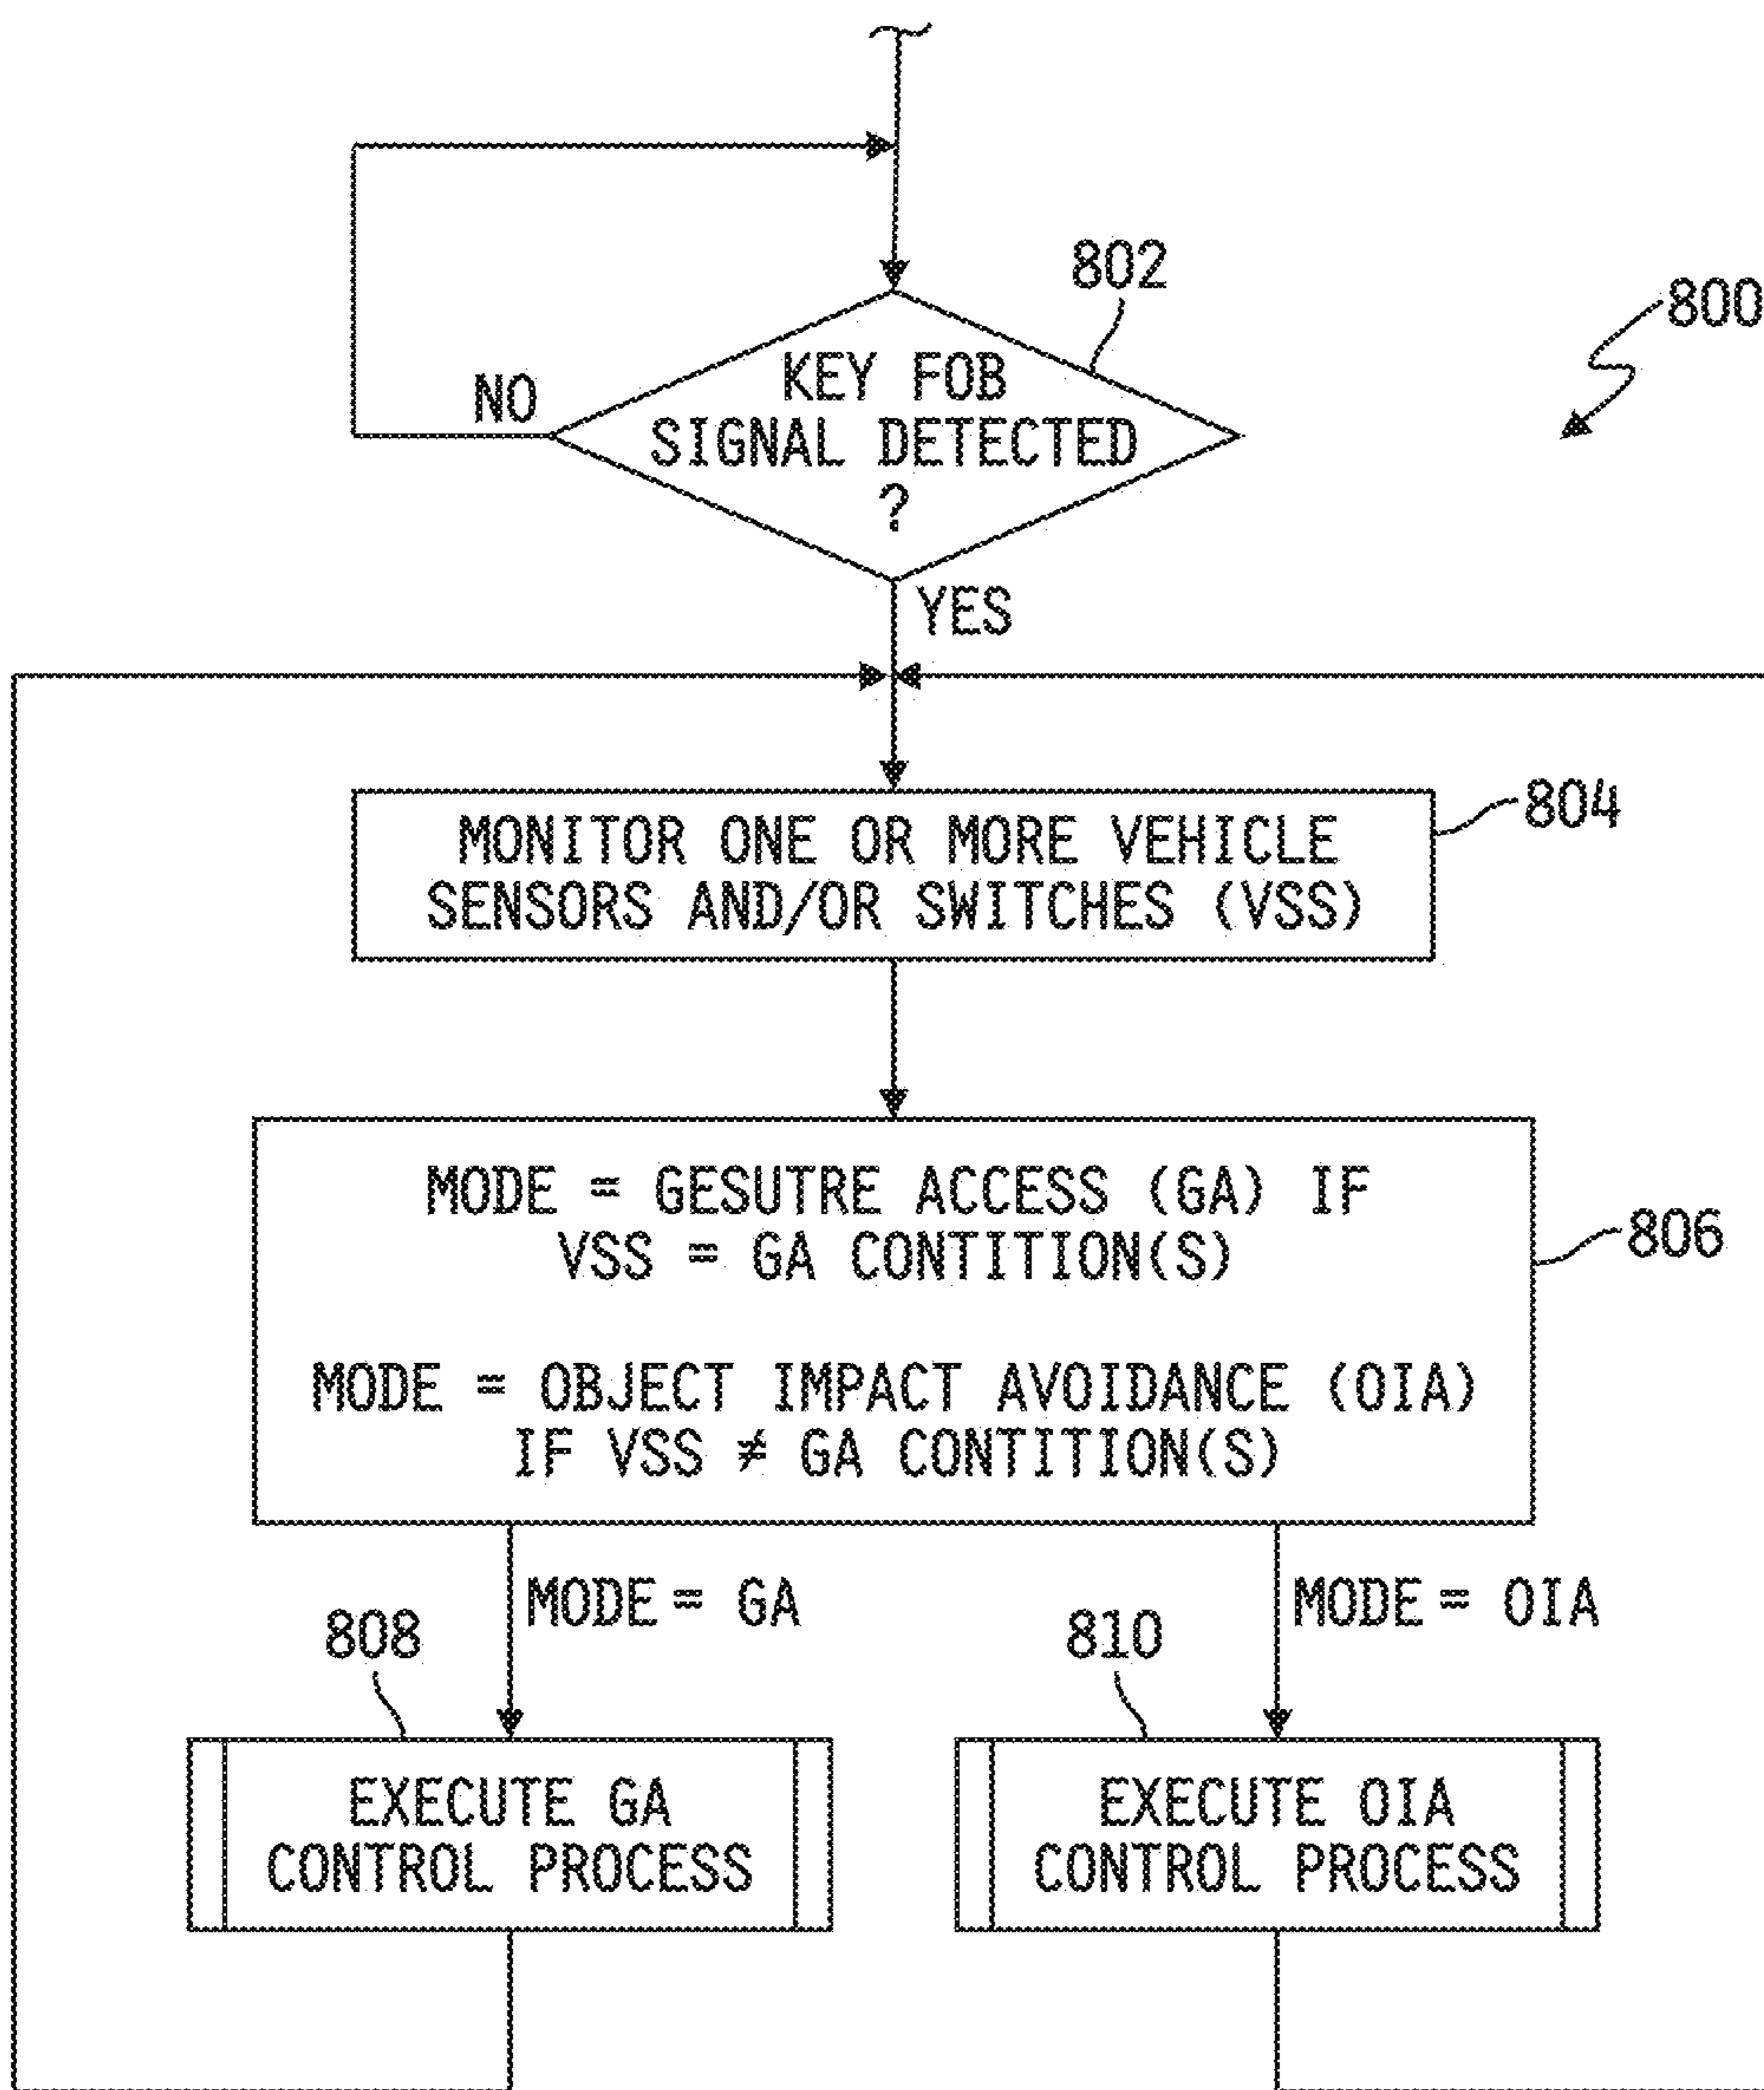 802
800
KEY FOB
SIGNAL DETECTED
?
NO
YES
804
MONITOR ONE OR MORE VEHICLE
SENSORS AND/OR SWITCHES (VSS)
806
MODE = GESUTRE ACCESS (GA) IF
VSS = GA CONTITION(S)
MODE = OBJECT IMPACT AVOIDANCE (OIA)
IF VSS ≠ GA CONTITION(S)
MODE = GA
MODE = OIA
808
810
EXECUTE GA
CONTROL PROCESS
EXECUTE OIA
CONTROL PROCESS